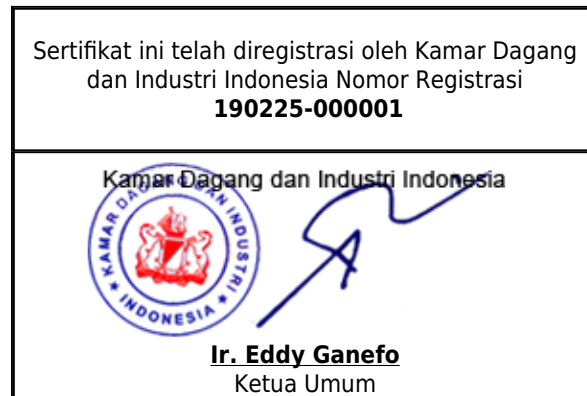 Sertifikat ini telah diregistrasi oleh Kamar Dagang
dan Industri Indonesia Nomor Registrasi
190225-000001
Kamar Dagang dan Industri Indonesia
KAMAR DAGANG DAN INDUSTRI
* INDONESIA *
Ir. Eddy Ganefo
Ketua Umum